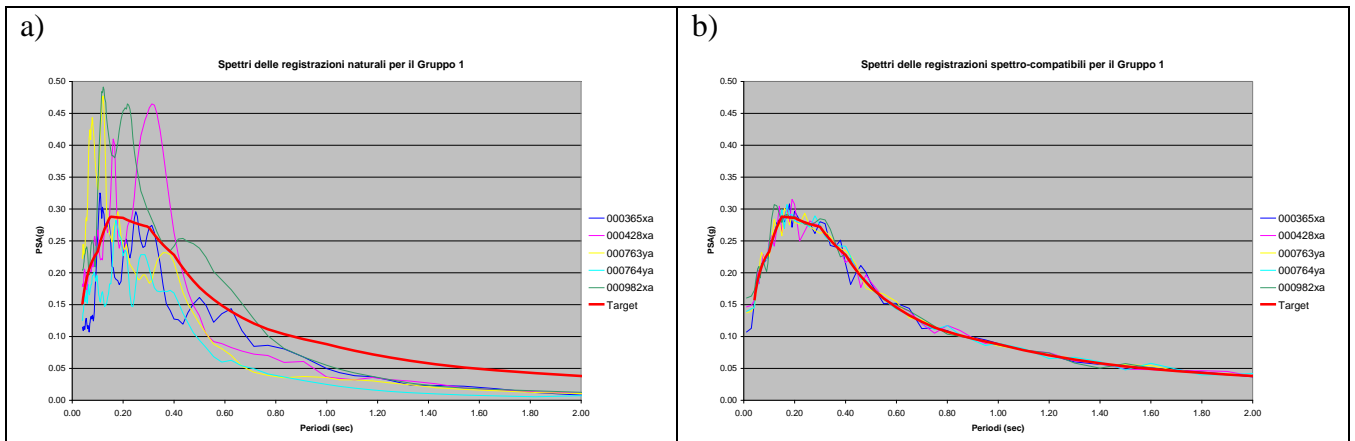 a)
Spettri delle registrazioni naturali per il Gruppo 1
0.50
0.45
0.40
0.35
0.30
0.25
0.20
0.15
0.10
0.05
0.00
PSA(g)
0.00 0.20 0.40 0.60 0.80 1.00 1.20 1.40 1.60 1.80 2.00
Periodi (sec)
000365xa
000428xa
000763ya
000764ya
000982xa
Target
b)
Spettri delle registrazioni spettro-compatibili per il Gruppo 1
0.50
0.45
0.40
0.35
0.30
0.25
0.20
0.15
0.10
0.05
0.00
PSA(g)
0.00 0.20 0.40 0.60 0.80 1.00 1.20 1.40 1.60 1.80 2.00
Periodi (sec)
000365xa
000428xa
000763ya
000764ya
000982xa
Target